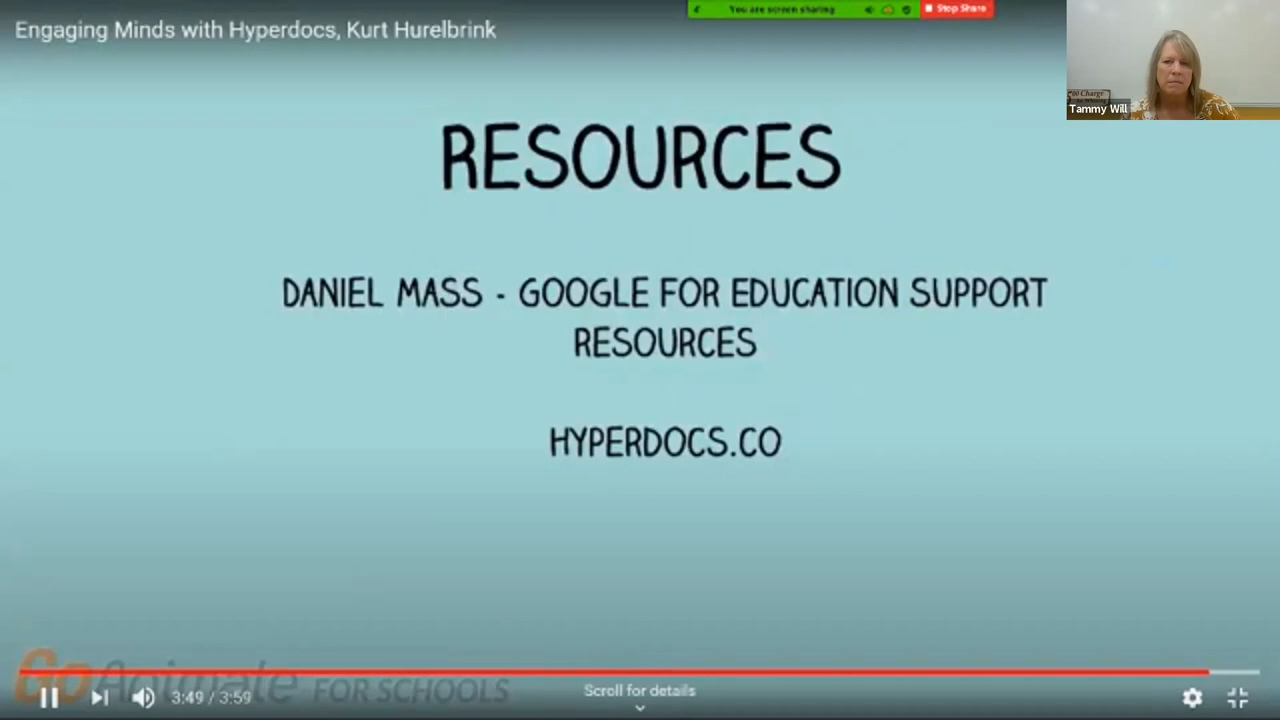 You are screen sharing
Stop Share
Engaging Minds with Hyperdocs, Kurt Hurelbrink
Tammy Will
RESOURCES
DANIEL MASS - GOOGLE FOR EDUCATION SUPPORT
RESOURCES
HYPERDOCS.CO
GoAnimate FOR SCHOOLS
3:49 / 3:59
Scroll for details